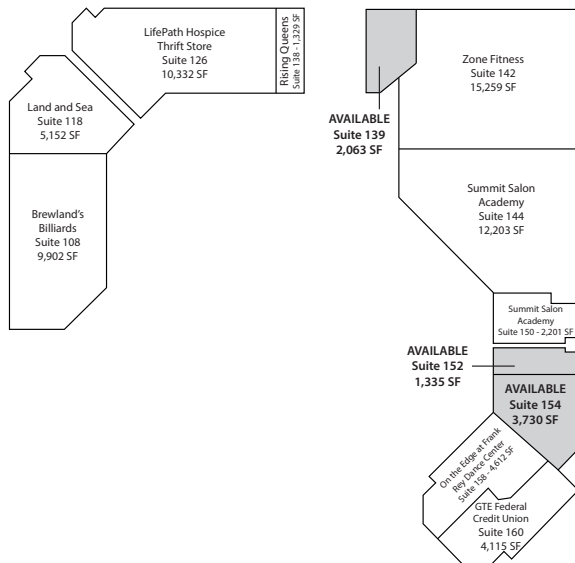 LifePath Hospice
Thrift Store
Suite 126
10,332 SF
Rising Queens
Suite 138 - 1,329 SF
Land and Sea
Suite 118
5,152 SF
Brewland's
Billiards
Suite 108
9,902 SF
Zone Fitness
Suite 142
15,259 SF
AVAILABLE
Suite 139
2,063 SF
Summit Salon
Academy
Suite 144
12,203 SF
Summit Salon
Academy
Suite 150 - 2,201 SF
AVAILABLE
Suite 152
1,335 SF
AVAILABLE
Suite 154
3,730 SF
On the Edge at Frank
Rey Dance Center
Suite 158 - 4,612 SF
GTE Federal
Credit Union
Suite 160
4,115 SF